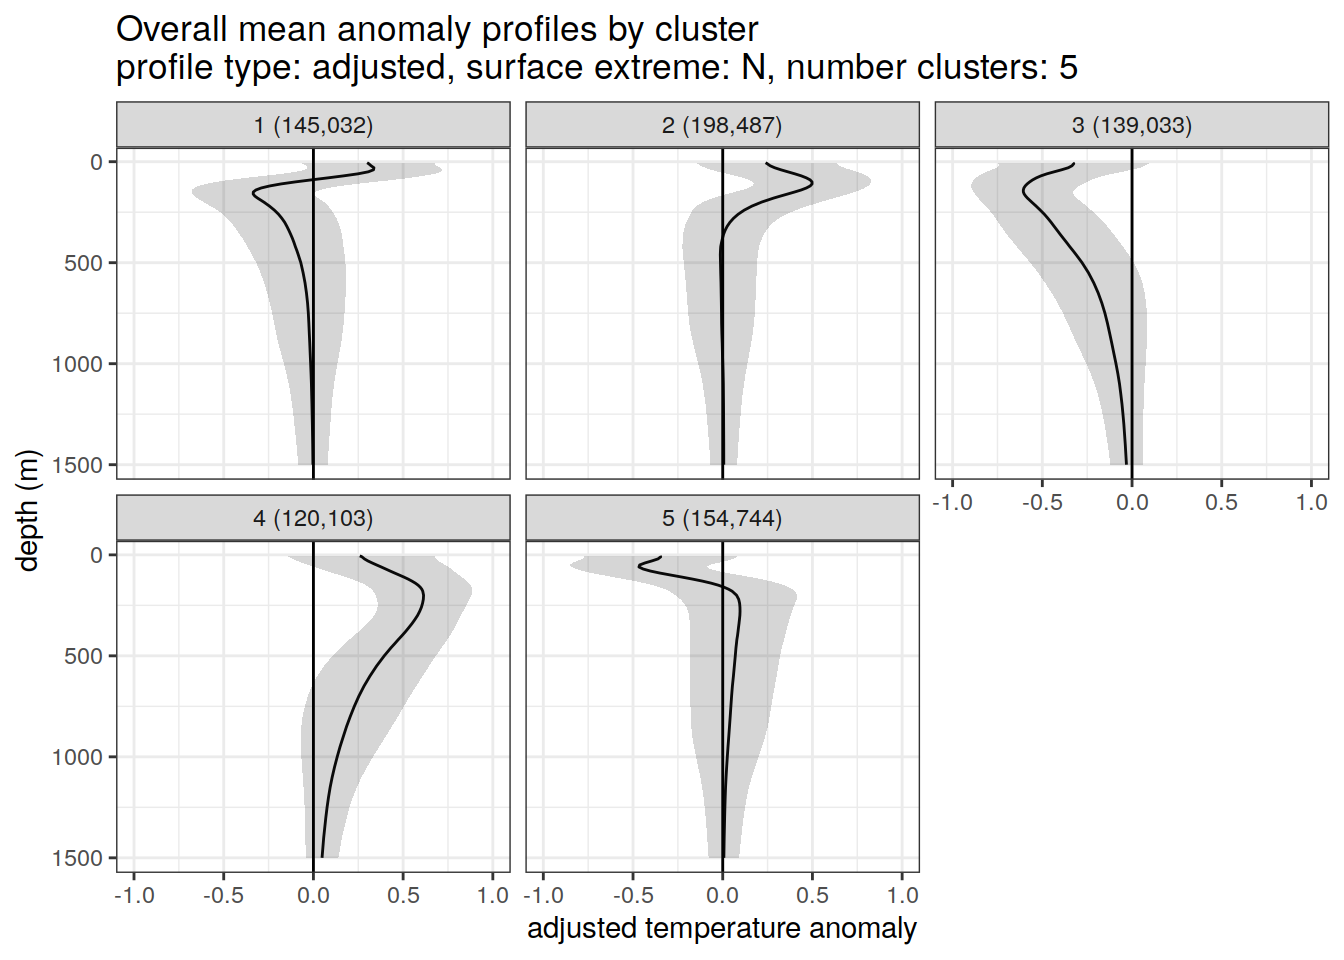 Overall mean anomaly profiles by cluster
profile type: adjusted, surface extreme: N, number clusters: 5
1 (145,032)
2 (198,487)
3 (139,033)
0
500
1000
1500
-1.0 -0.5 0.0 0.5 1.0
4 (120,103)
5 (154,744)
depth (m)
0
500
1000
1500
-1.0 -0.5 0.0 0.5 1.0
-1.0 -0.5 0.0 0.5 1.0
adjusted temperature anomaly